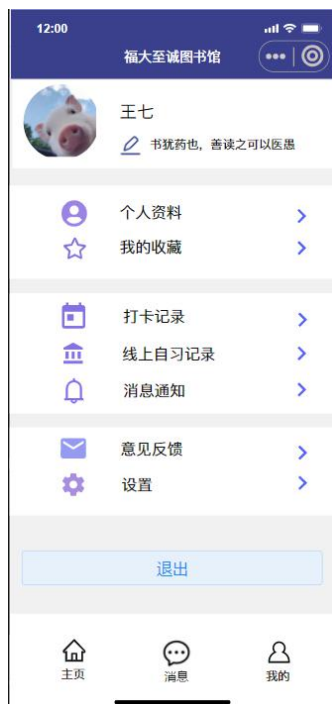 12:00
福大至诚图书馆
王七
书犹药也，善读之可以医愚
个人资料
我的收藏
打卡记录
线上自习记录
消息通知
意见反馈
设置
退出
主页
消息
我的